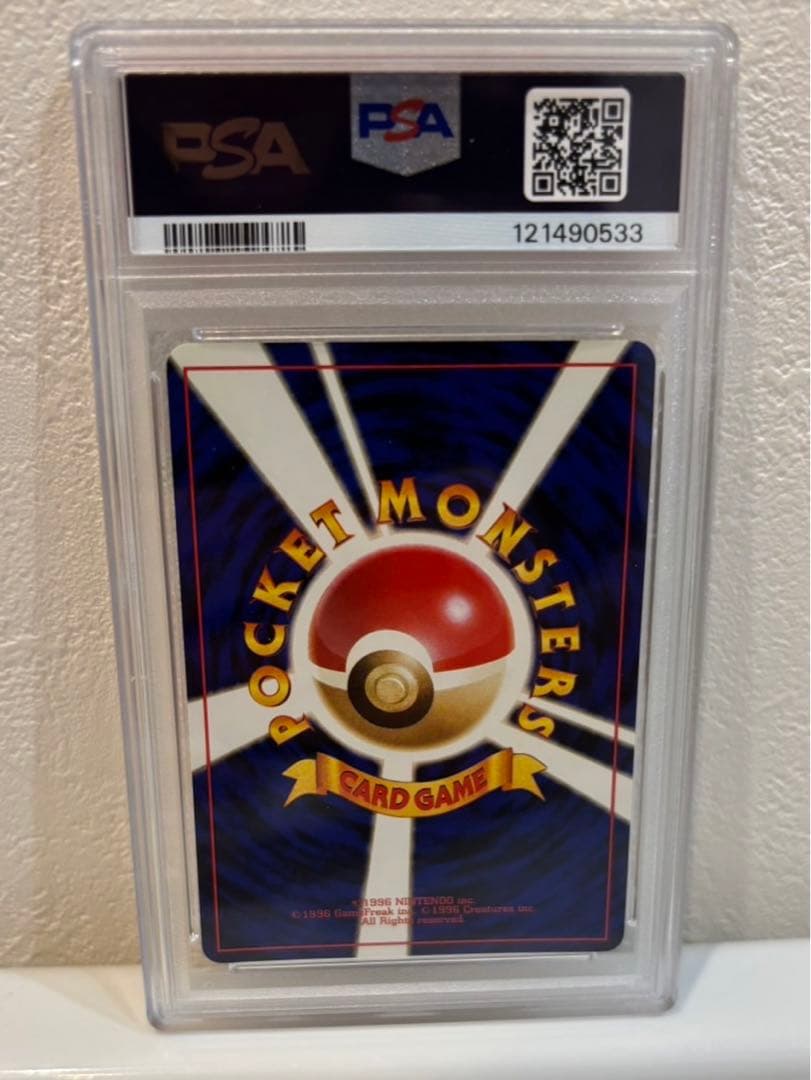 PSA
PSA
121490533
POCKET MONSTERS
CARD GAME
©1996 NINTENDO inc.
©1996 GameFreak inc. ©1996 Creatures inc.
All Rights reserved.